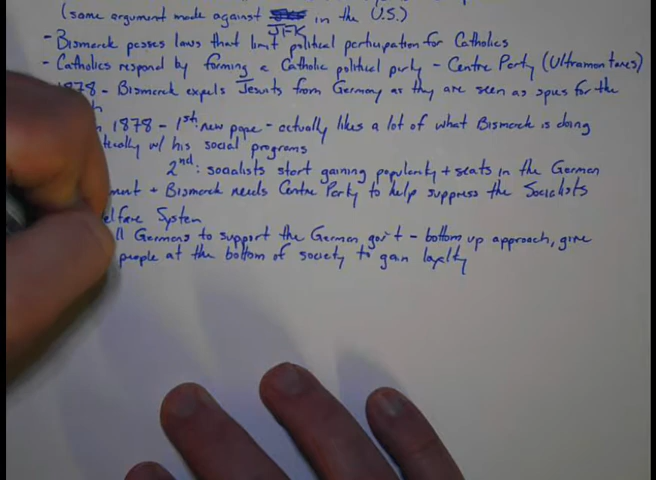 (same argument made against JFK in the U.S.)
- Bismarck passes laws that limit political participation for Catholics
- Catholics respond by forming a Catholic political party - Centre Party (Ultramontanes)
1878 - Bismarck expels Jesuits from Germany as they are seen as spies for the
1878 - 1st: new pope - actually likes a lot of what Bismarck is doing
w/ his social programs
2nd: socialists start gaining popularity + seats in the German
+ Bismarck needs Centre Party to help suppress the Socialists
System
Germans to support the German gov't - bottom up approach, give
people at the bottom of society to gain loyalty